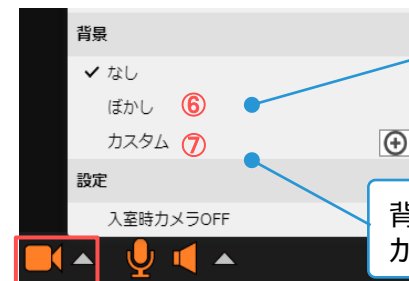 背景
✓ なし
ぼかし ⑥
カスタム ⑦
設定
入室時カメラOFF
背
カ